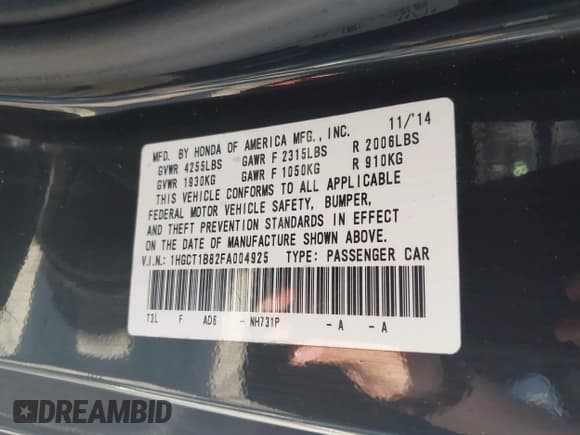 MFD. BY HONDA OF AMERICA MFG., INC. 11/'14
GVWR 4255LBS GAWR F 2315LBS R 2006LBS
GVWR 1930KG GAWR F 1050KG R 910KG
THIS VEHICLE CONFORMS TO ALL APPLICABLE
FEDERAL MOTOR VEHICLE SAFETY, BUMPER,
AND THEFT PREVENTION STANDARDS IN EFFECT
ON THE DATE OF MANUFACTURE SHOWN ABOVE.
V.I.N.: 1HGCT1B82FA004925 TYPE: PASSENGER CAR
T3L F AD6 - NH731P - A - A
DREAMBID